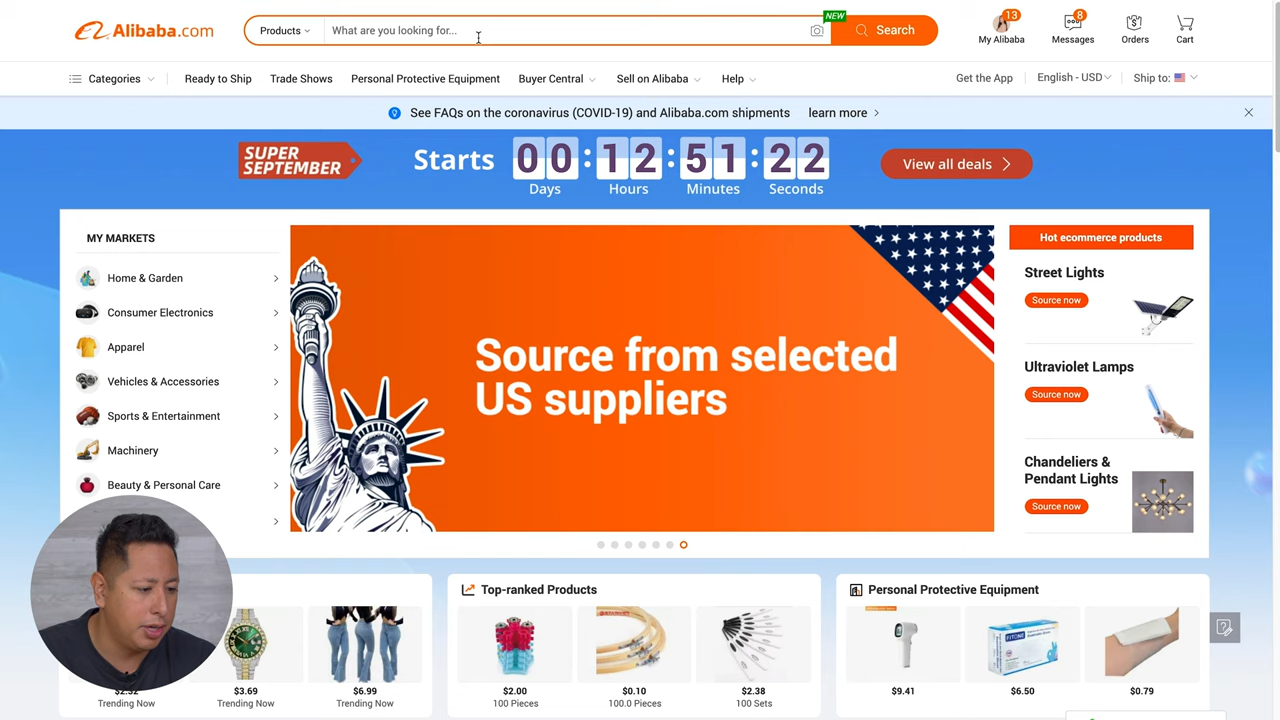 Alibaba.com
Products
What are you looking for...
NEW
Search
13
My Alibaba
8
Messages
Orders
Cart
Categories
Ready to Ship
Trade Shows
Personal Protective Equipment
Buyer Central
Sell on Alibaba
Help
Get the App
English - USD
Ship to:
See FAQs on the coronavirus (COVID-19) and Alibaba.com shipments
learn more
SUPER
SEPTEMBER
Starts
00 : 12 : 51 : 22
Days
Hours
Minutes
Seconds
View all deals
MY MARKETS
Home & Garden
Consumer Electronics
Apparel
Vehicles & Accessories
Sports & Entertainment
Machinery
Beauty & Personal Care
Source from selected
US suppliers
Hot ecommerce products
Street Lights
Source now
Ultraviolet Lamps
Source now
Chandeliers &
Pendant Lights
Source now
$2.32
Trending Now
$3.69
Trending Now
$6.99
Trending Now
Top-ranked Products
$2.00
100 Pieces
$0.10
100.0 Pieces
$2.38
100 Sets
Personal Protective Equipment
$9.41
$6.50
$0.79